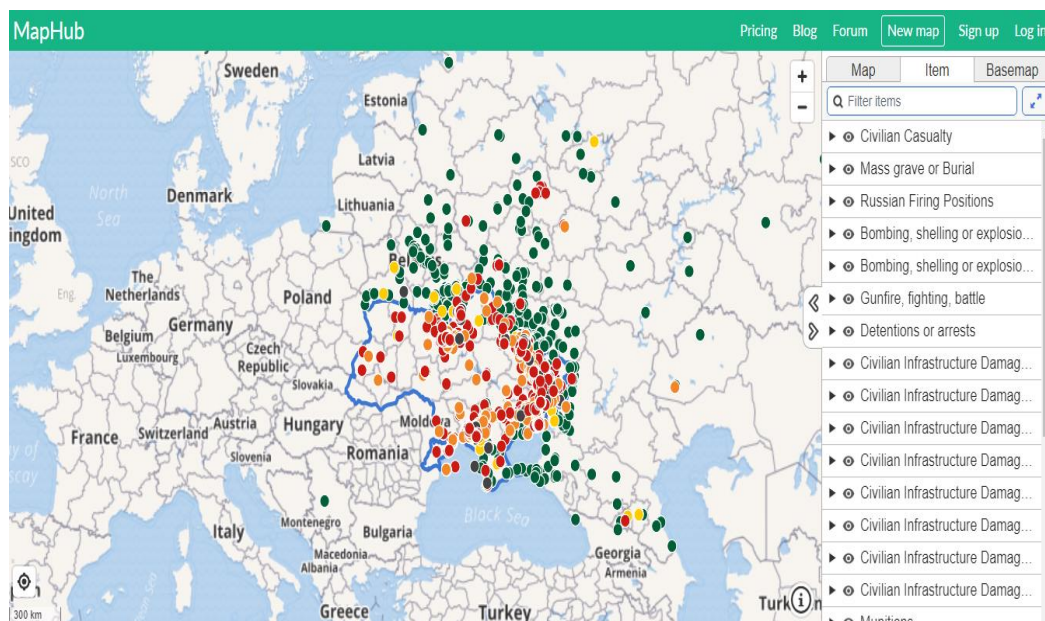 MapHub
Pricing Blog Forum New map Sign up Log in
Map Item Basemap
Filter items
Civilian Casualty
Mass grave or Burial
Russian Firing Positions
Bombing, shelling or explosio...
Bombing, shelling or explosio...
Gunfire, fighting, battle
Detentions or arrests
Civilian Infrastructure Damag...
Civilian Infrastructure Damag...
Civilian Infrastructure Damag...
Civilian Infrastructure Damag...
Civilian Infrastructure Damag...
Civilian Infrastructure Damag...
Civilian Infrastructure Damag...
Civilian Infrastructure Damag...
Munitions
Sweden
Estonia
Latvia
North
Sea
Denmark
Lithuania
United
ingdom
The
Netherlands
Poland
Eng.
Belgium
Germany
Luxembourg
Czech
Republic
Slovakia
France
Switzerland
Austria
Hungary
Moldova
Slovenia
Romania
Black Sea
Italy
Montenegro
Bulgaria
Macedonia
Albania
Georgia
Armenia
Greece
Turkey
300 km